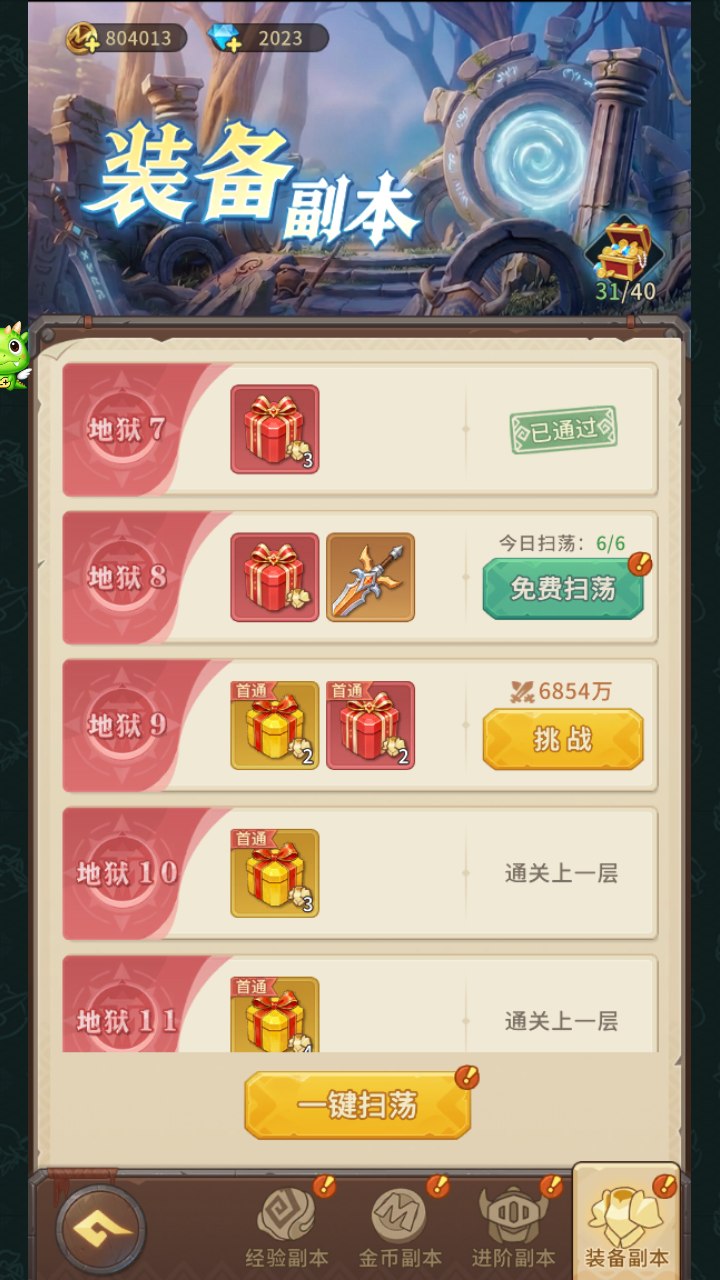 804013
2023
装备副本
31/40
地狱7
3
已通过
地狱8
今日扫荡：6/6
免费扫荡
地狱9
首通
2
首通
2
6854万
挑战
地狱10
首通
3
通关上一层
地狱11
首通
4
通关上一层
一键扫荡
经验副本
金币副本
进阶副本
装备副本